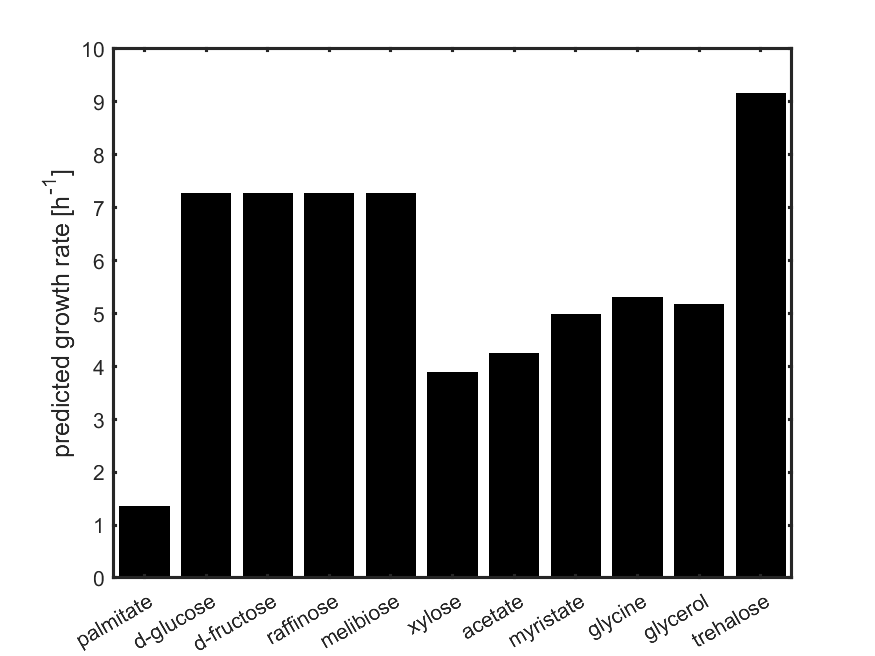 10
9
8
7
6
5
4
3
2
1
0
predicted growth rate [h⁻¹]
palmitate
d-glucose
d-fructose
raffinose
melibiose
xylose
acetate
myristate
glycine
glycerol
trehalose